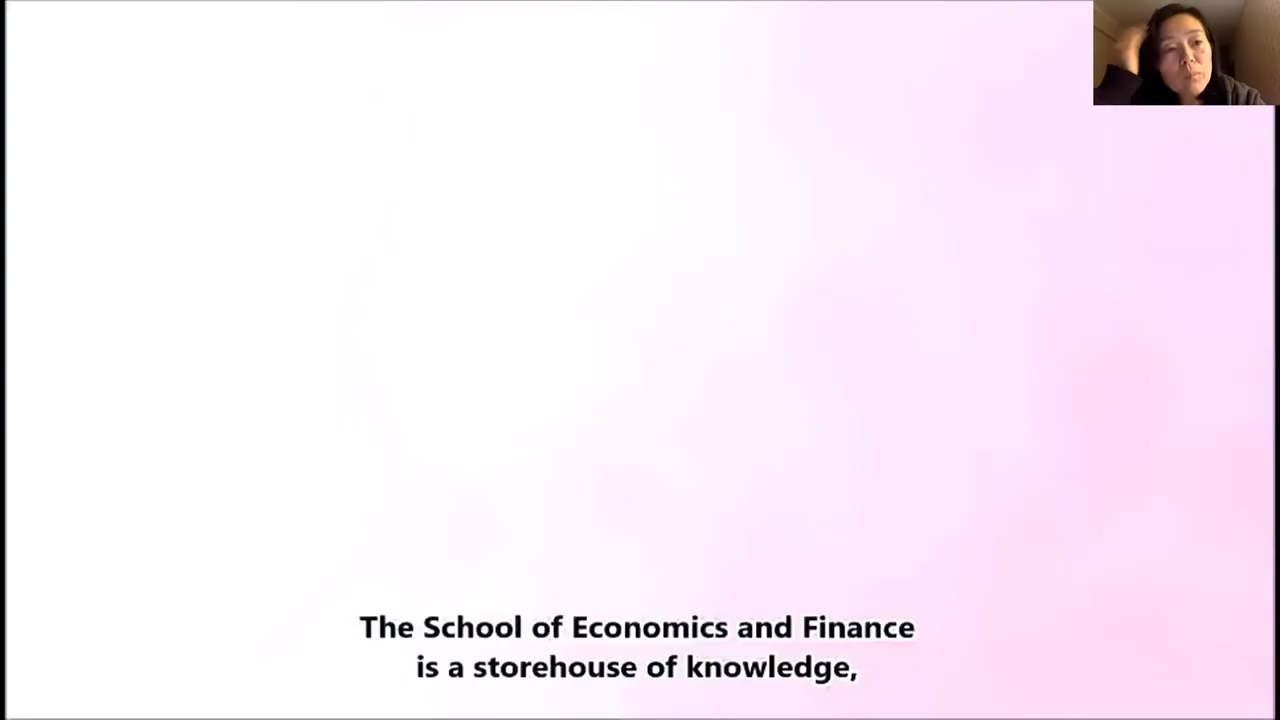 The School of Economics and Finance
is a storehouse of knowledge,